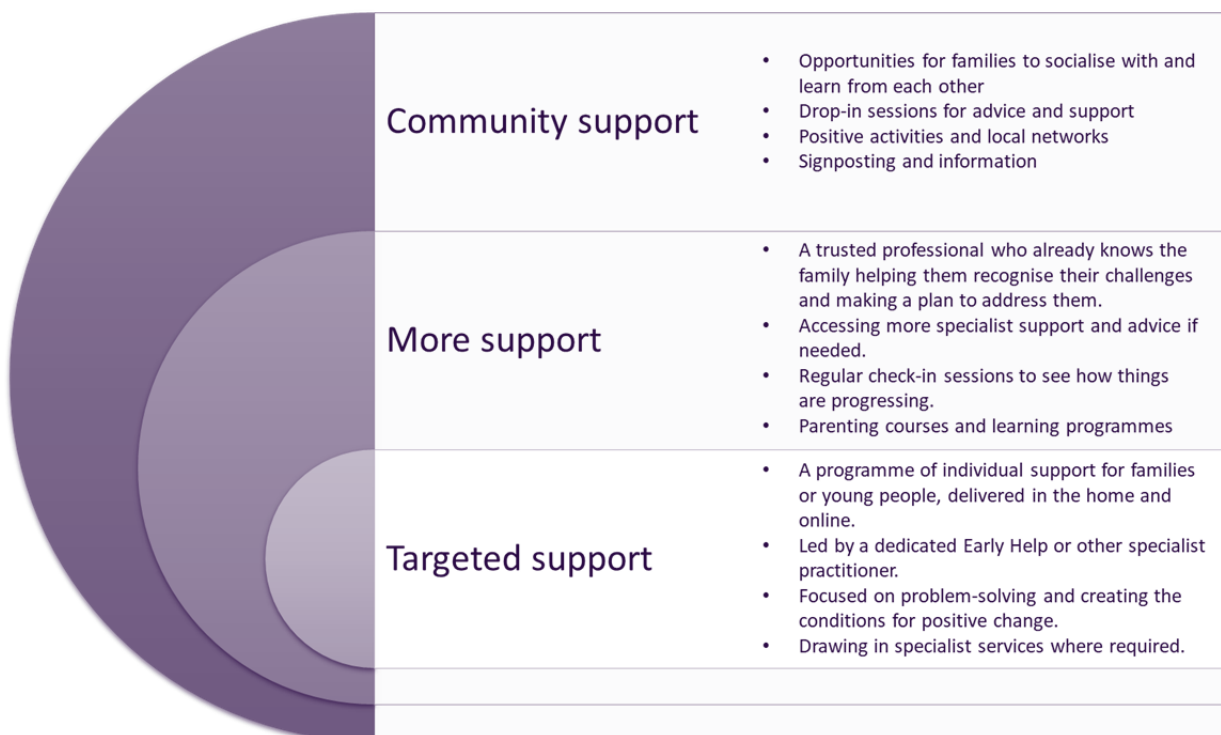 Community support
• Opportunities for families to socialise with and
learn from each other
• Drop-in sessions for advice and support
• Positive activities and local networks
• Signposting and information
More support
• A trusted professional who already knows the
family helping them recognise their challenges
and making a plan to address them.
• Accessing more specialist support and advice if
needed.
• Regular check-in sessions to see how things
are progressing.
• Parenting courses and learning programmes
Targeted support
• A programme of individual support for families
or young people, delivered in the home and
online.
• Led by a dedicated Early Help or other specialist
practitioner.
• Focused on problem-solving and creating the
conditions for positive change.
• Drawing in specialist services where required.